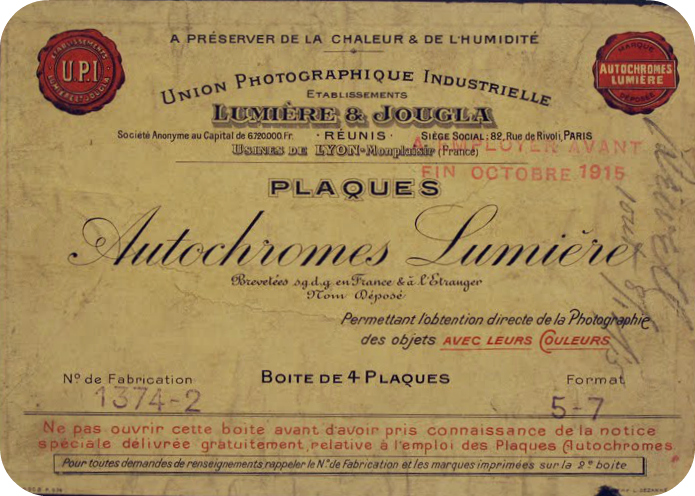 A PRÉSERVER DE LA CHALEUR & DE L'HUMIDITÉ
ETABLISSEMENTS
U.P.I
LUMIÈRE & JOUGLA
MARQUE
AUTOCHROMES
LUMIÈRE
DÉPOSÉE
UNION PHOTOGRAPHIQUE INDUSTRIELLE
ETABLISSEMENTS
LUMIÈRE & JOUGLA
Société Anonyme au Capital de 6.720.000 Fr. · RÉUNIS · SIÈGE SOCIAL: 82, Rue de Rivoli, PARIS
USINES DE LYON-Monplaisir (France)
A EMPLOYER AVANT
FIN OCTOBRE 1915
PLAQUES
Autochromes Lumière
Brevetées s.g.d.g. en France & à l'Etranger
Nom Déposé
Permettant l'obtention directe de la Photographie
des objets AVEC LEURS COULEURS
No de Fabrication
1374-2
BOITE DE 4 PLAQUES
Format
5-7
Ne pas ouvrir cette boite avant d'avoir pris connaissance de la notice
spéciale délivrée gratuitement, relative à l'emploi des Plaques Autochromes.
Pour toutes demandes de renseignements rappeler le No. de Fabrication et les marques imprimées sur la 2e boite